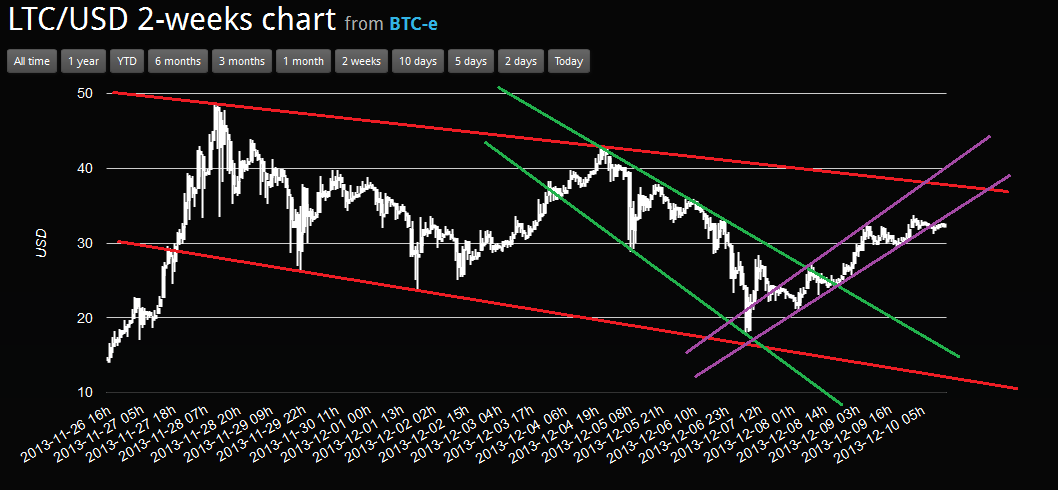 LTC/USD 2-weeks chart from BTC-e
All time 1 year YTD 6 months 3 months 1 month 2 weeks 10 days 5 days 2 days Today
50
40
30
20
10
USD
2013-11-26 16h
2013-11-27 05h
2013-11-27 18h
2013-11-28 07h
2013-11-28 20h
2013-11-29 09h
2013-11-29 22h
2013-11-30 11h
2013-12-01 00h
2013-12-01 13h
2013-12-02 02h
2013-12-02 15h
2013-12-03 04h
2013-12-03 17h
2013-12-04 06h
2013-12-04 19h
2013-12-05 08h
2013-12-05 21h
2013-12-06 10h
2013-12-06 23h
2013-12-07 12h
2013-12-08 01h
2013-12-08 14h
2013-12-09 03h
2013-12-09 16h
2013-12-10 05h